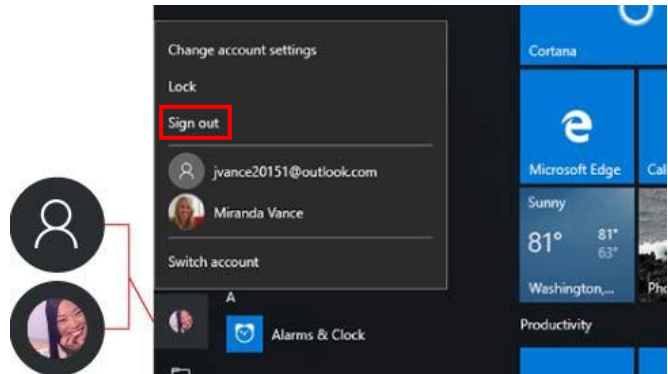 Change account settings
Lock
Sign out
jvance20151@outlook.com
Miranda Vance
Switch account
A
Alarms & Clock
Cortana
Microsoft Edge
Sunny
81°
81°
63°
Washington,...
Productivity